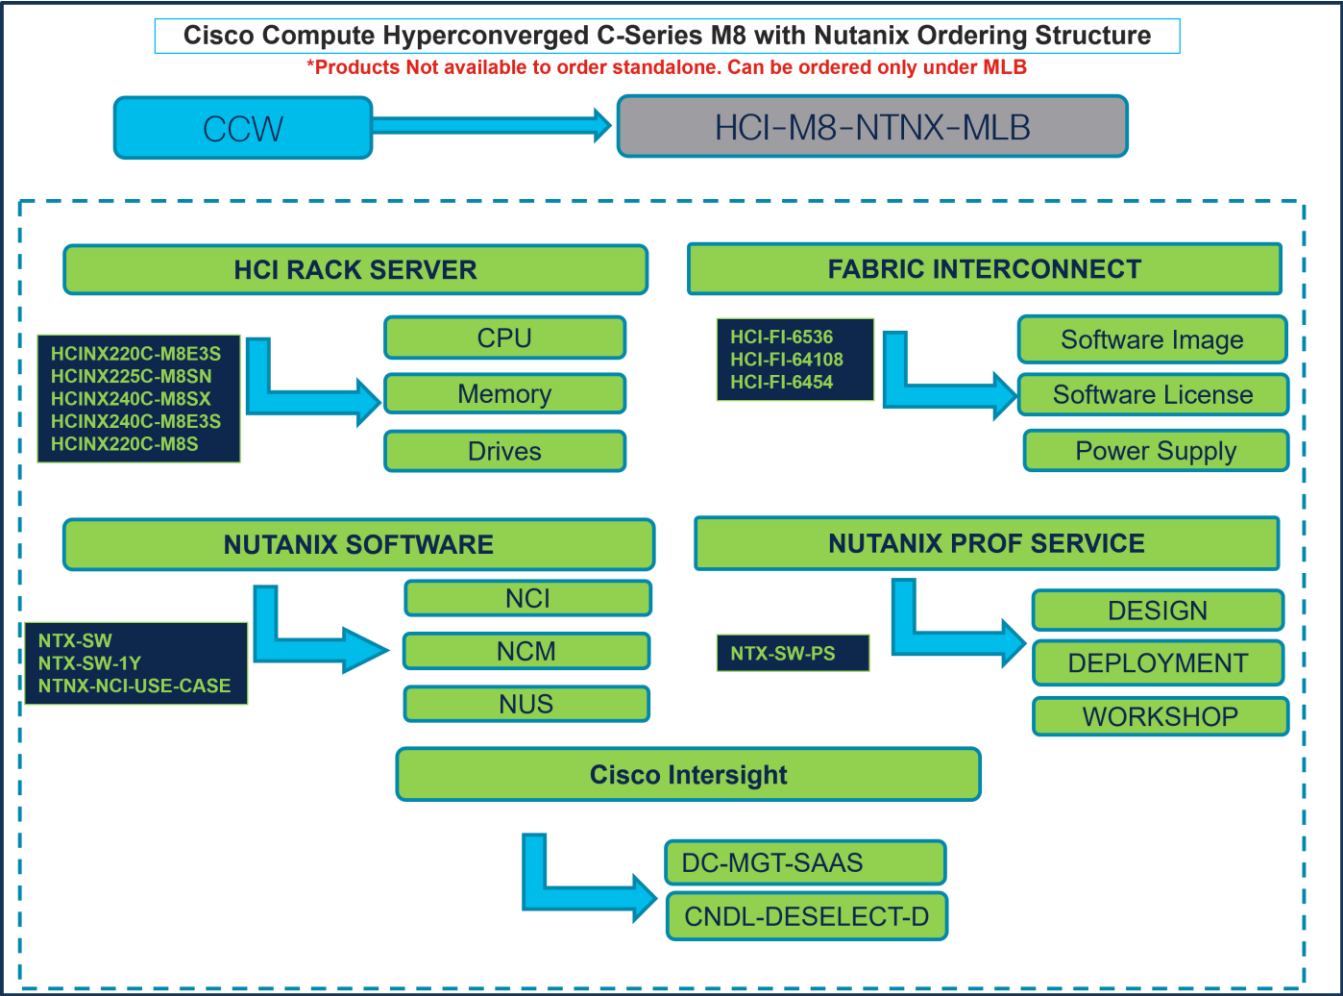 Cisco Compute Hyperconverged C-Series M8 with Nutanix Ordering Structure
*Products Not available to order standalone. Can be ordered only under MLB
CCW
HCI-M8-NTNX-MLB
HCI RACK SERVER
HCINX220C-M8E3S
HCINX225C-M8SN
HCINX240C-M8SX
HCINX240C-M8E3S
HCINX220C-M8S
CPU
Memory
Drives
FABRIC INTERCONNECT
HCI-FI-6536
HCI-FI-64108
HCI-FI-6454
Software Image
Software License
Power Supply
NUTANIX SOFTWARE
NTX-SW
NTX-SW-1Y
NTNX-NCI-USE-CASE
NCI
NCM
NUS
NUTANIX PROF SERVICE
NTX-SW-PS
DESIGN
DEPLOYMENT
WORKSHOP
Cisco Intersight
DC-MGT-SAAS
CNDL-DESELECT-D